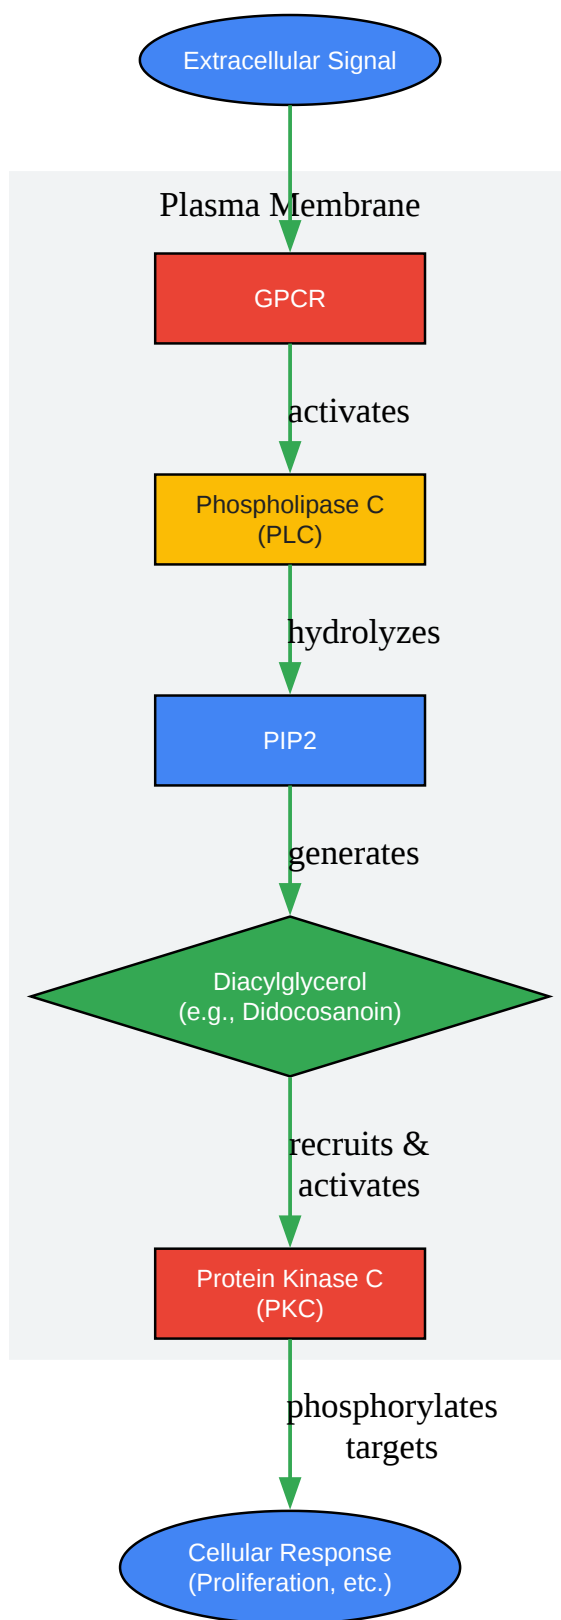 Extracellular Signal
Plasma Membrane
GPCR
activates
Phospholipase C
(PLC)
hydrolyzes
PIP2
generates
Diacylglycerol
(e.g., Didocosanoin)
recruits &
activates
Protein Kinase C
(PKC)
phosphorylates
targets
Cellular Response
(Proliferation, etc.)